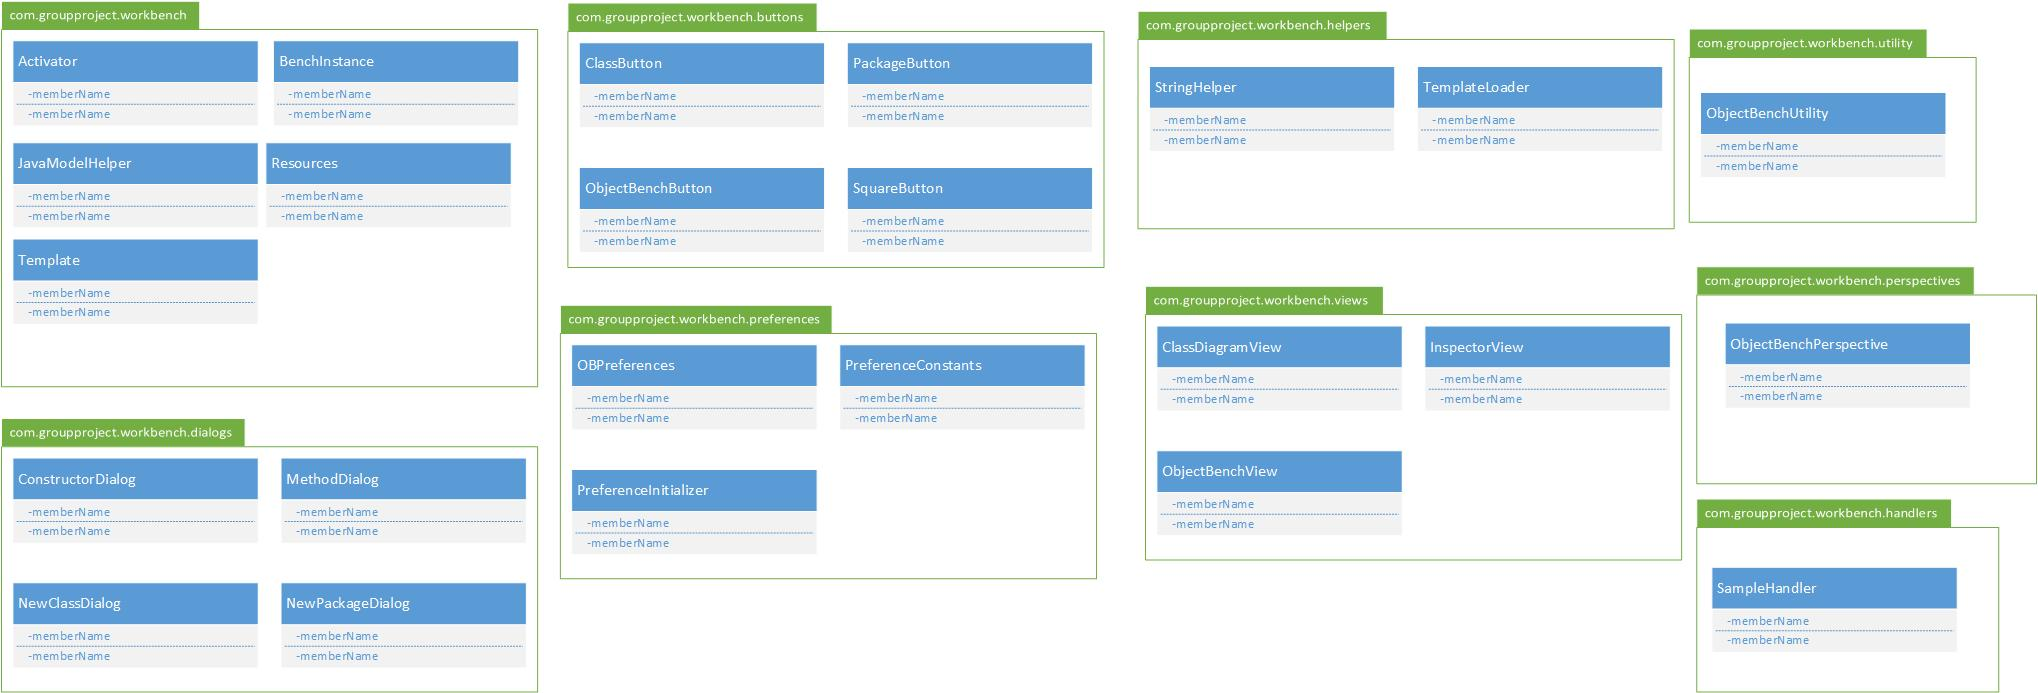 com.groupproject.workbench
Activator
-memberName
-memberName
BenchInstance
-memberName
-memberName
JavaModelHelper
-memberName
-memberName
Resources
-memberName
-memberName
Template
-memberName
-memberName
com.groupproject.workbench.dialogs
ConstructorDialog
-memberName
-memberName
MethodDialog
-memberName
-memberName
NewClassDialog
-memberName
-memberName
NewPackageDialog
-memberName
-memberName
com.groupproject.workbench.buttons
ClassButton
-memberName
-memberName
PackageButton
-memberName
-memberName
ObjectBenchButton
-memberName
-memberName
SquareButton
-memberName
-memberName
com.groupproject.workbench.preferences
OBPreferences
-memberName
-memberName
PreferenceConstants
-memberName
-memberName
PreferenceInitializer
-memberName
-memberName
com.groupproject.workbench.helpers
StringHelper
-memberName
-memberName
TemplateLoader
-memberName
-memberName
com.groupproject.workbench.views
ClassDiagramView
-memberName
-memberName
InspectorView
-memberName
-memberName
ObjectBenchView
-memberName
-memberName
com.groupproject.workbench.utility
ObjectBenchUtility
-memberName
-memberName
com.groupproject.workbench.perspectives
ObjectBenchPerspective
-memberName
-memberName
com.groupproject.workbench.handlers
SampleHandler
-memberName
-memberName